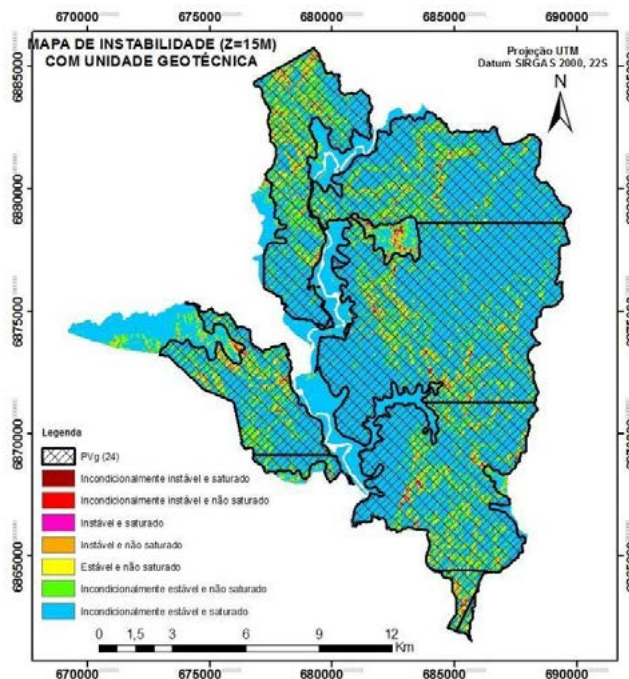 670000 675000 680000 685000 690000
MAPA DE INSTABILIDADE (Z=15M)
COM UNIDADE GEOTÉCNICA
Projeção UTM
Datum SIRGAS 2000, 22S
N
6885000
6880000
6875000
6870000
6865000
6875000
6865000
Legenda
PVg (24)
Incondicionalmente instável e saturado
Incondicionalmente instável e não saturado
Instável e saturado
Instável e não saturado
Estável e não saturado
Incondicionalmente estável e não saturado
Incondicionalmente estável e saturado
0 1,5 3 6 9 12
Km
670000 675000 680000 685000 690000